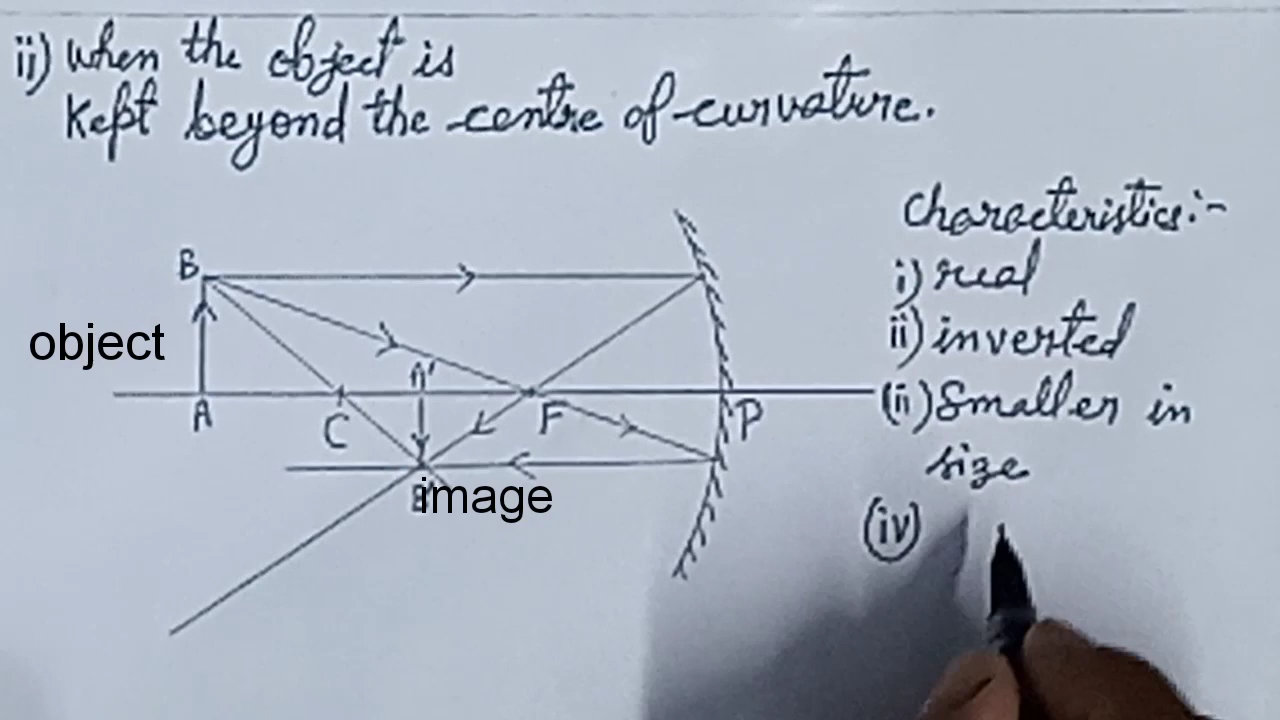 ii) when the object is
kept beyond the centre of curvature.
Characteristics:-
i) real
ii) inverted
(ii) Smaller in
size
(iv)
B
object
A'
A
C
F
P
B' image